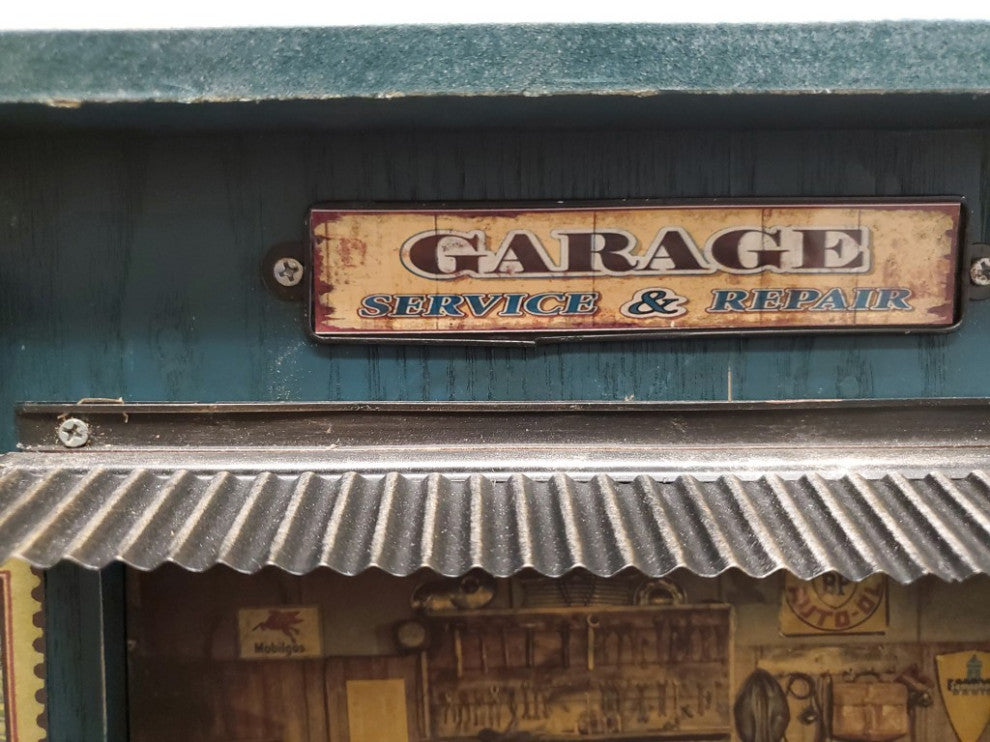 GARAGE
SERVICE & REPAIR
Mobilgas
AUTO-OIL